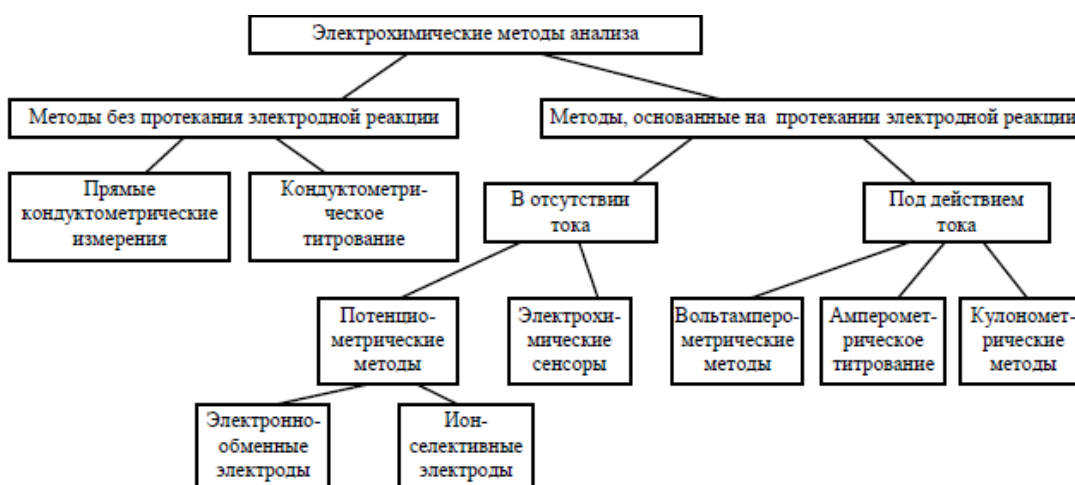 Электрохимические методы анализа
Методы без протекания электродной реакции
Методы, основанные на протекании электродной реакции
Прямые
кондуктометрические
измерения
Кондуктометри-
ческое
титрование
В отсутствии
тока
Под действием
тока
Потенцио-
метрические
методы
Электрохи-
мические
сенсоры
Вольтамперо-
метрические
методы
Амперомет-
рическое
титрование
Кулономет-
рические
методы
Электронно-
обменные
электроды
Ион-
селективные
электроды